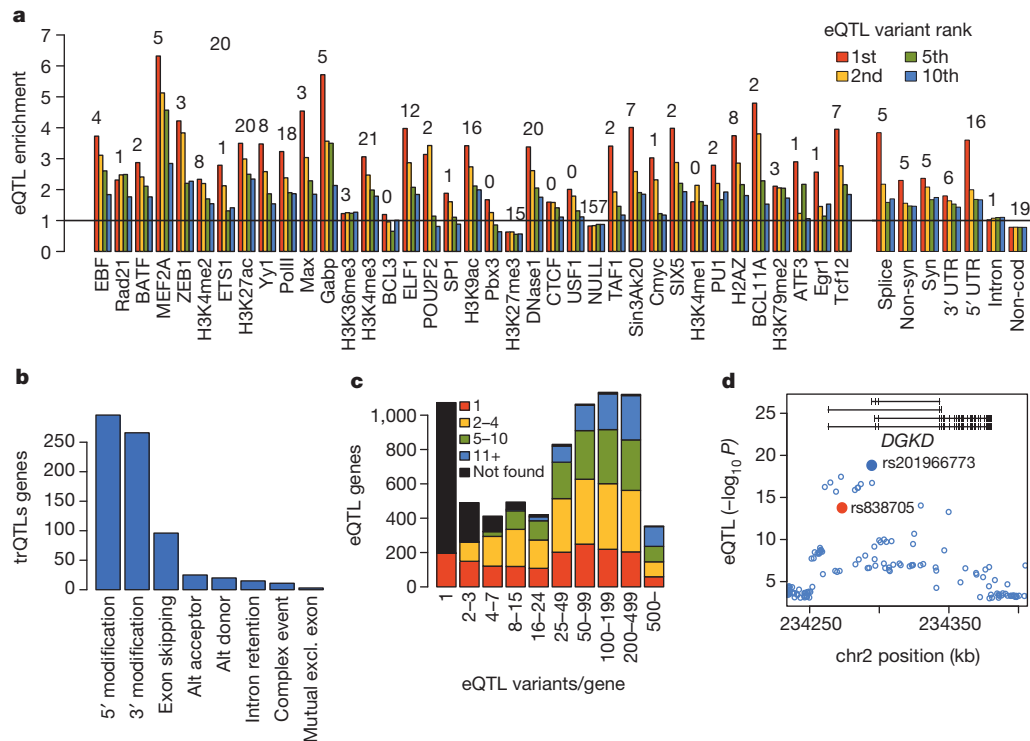 a
eQTL variant rank
1st
5th
2nd
10th
eQTL enrichment
7
6
5
4
3
2
1
0
4
1
2
5
3
8
20
1
20
8
18
3
5
3
21
0
12
2
1
16
0
15
20
1
0
157
2
7
1
2
4
2
8
2
3
1
1
7
5
5
5
6
16
1
19
EBF
Rad21
BATF
MEF2A
ZEB1
H3K4me2
ETS1
H3K27ac
Yy1
PolII
Max
Gabp
H3K36me3
H3K4me3
BCL3
ELF1
POU2F2
SP1
H3K9ac
Pbx3
H3K27me3
DNase1
CTCF
USF1
NULL
TAF1
Sin3Ak20
Cmyc
SIX5
H3K4me1
PU1
H2AZ
BCL11A
H3K79me2
ATF3
Egr1
Tcf12
Splice
Non-syn
Syn
3′ UTR
5′ UTR
Intron
Non-cod
b
trQTLs genes
250
200
150
100
50
0
5′ modification
3′ modification
Exon skipping
Alt acceptor
Alt donor
Intron retention
Complex event
Mutual excl. exon
c
1
2–4
5–10
11+
Not found
eQTL genes
1,000
800
600
400
200
0
1
2–3
4–7
8–15
16–24
25–49
50–99
100–199
200–499
500–
eQTL variants/gene
d
eQTL (–log10 P)
25
20
15
10
5
DGKD
rs201966773
rs838705
234250
234350
chr2 position (kb)